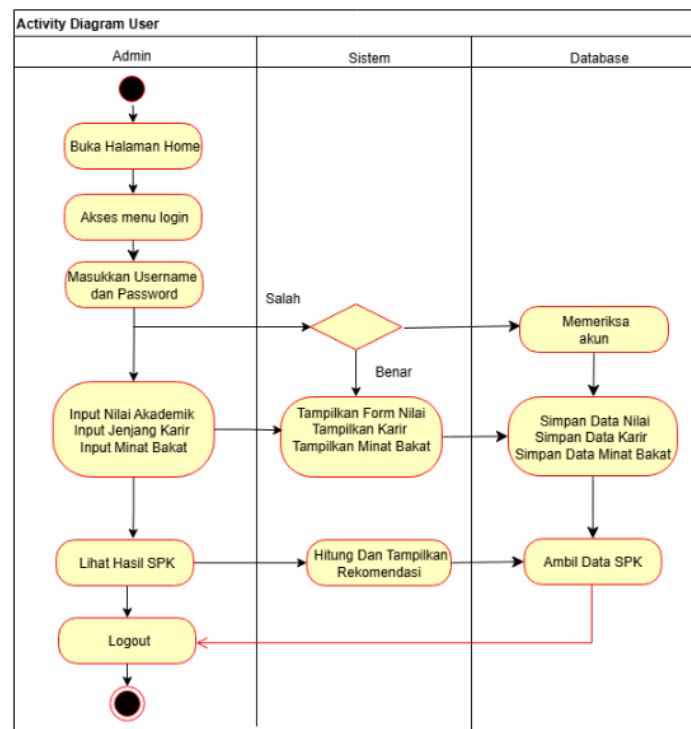 Activity Diagram User
Admin
Sistem
Database
Buka Halaman Home
Akses menu login
Masukkan Username
dan Password
Salah
Memeriksa
akun
Benar
Input Nilai Akademik
Input Jenjang Karir
Input Minat Bakat
Tampilkan Form Nilai
Tampilkan Karir
Tampilkan Minat Bakat
Simpan Data Nilai
Simpan Data Karir
Simpan Data Minat Bakat
Lihat Hasil SPK
Hitung Dan Tampilkan
Rekomendasi
Ambil Data SPK
Logout